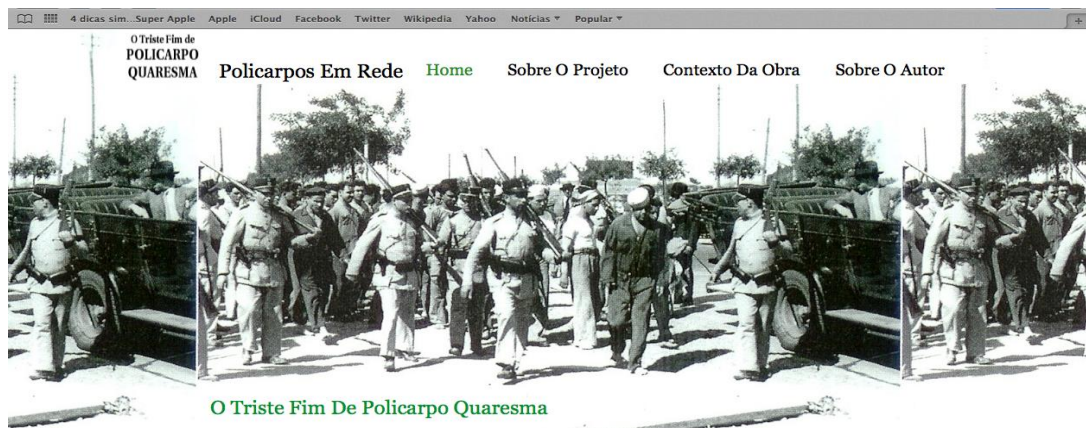 4 dicas sim...Super Apple Apple iCloud Facebook Twitter Wikipedia Yahoo Notícias Popular
O Triste Fim de
POLICARPO
QUARESMA
Policarpos Em Rede Home Sobre O Projeto Contexto Da Obra Sobre O Autor
O Triste Fim De Policarpo Quaresma